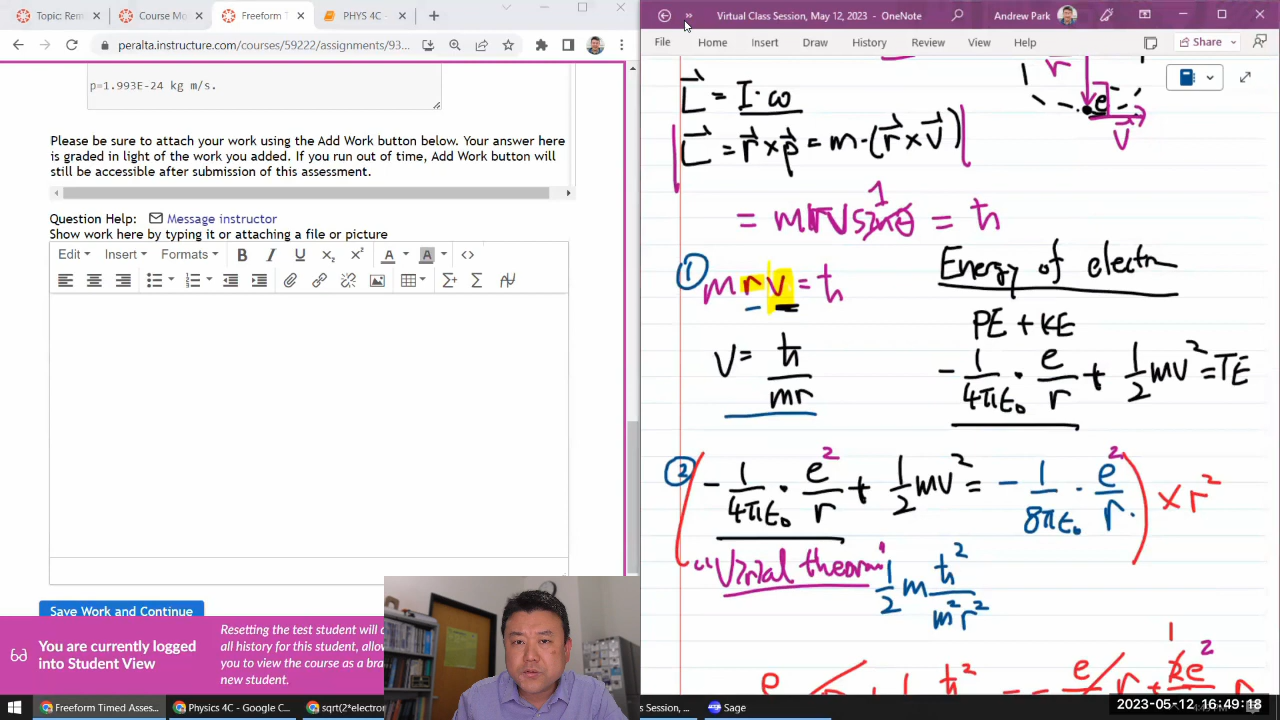 Topic Rem
Course Mo
Freeform T
PHYS 4C -
peralta.instructure.com/courses/59222/assignments/93...
p=1.993E-24 kg m/s.
Please be sure to attach your work using the Add Work button below. Your answer here
is graded in light of the work you added. If you run out of time, Add Work button will
still be accessible after submission of this assessment.
Question Help: Message instructor
Show work here by typing it or attaching a file or picture
Edit Insert Formats B I U X₂ X² A A <>
Save Work and Continue
You are currently logged
into Student View
Resetting the test student will c
all history for this student, allow
you to view the course as a bra
new student.
Virtual Class Session, May 12, 2023 - OneNote
Andrew Park
File Home Insert Draw History Review View Help Share
r
e
V⃗
L⃗ = I·ω
|L⃗ = r⃗ × p⃗ = m·(r⃗ × v⃗)|
= mrv sinθ 1 = ħ
① m r v = ħ
v = ħ/mr
Energy of electrn
PE + KE
- 1/4πε₀ · e/r + 1/2 mv² = TE
② (- 1/4πε₀ · e²/r + 1/2 mv² = - 1/8πε₀ · e²/r.) × r²
"Virial theorem"
1/2 m ħ²/m²r²
Freeform Timed Asses...
Physics 4C - Google C...
sqrt(2*electron
Session, ...
Sage
2023-05-12 16:49:18